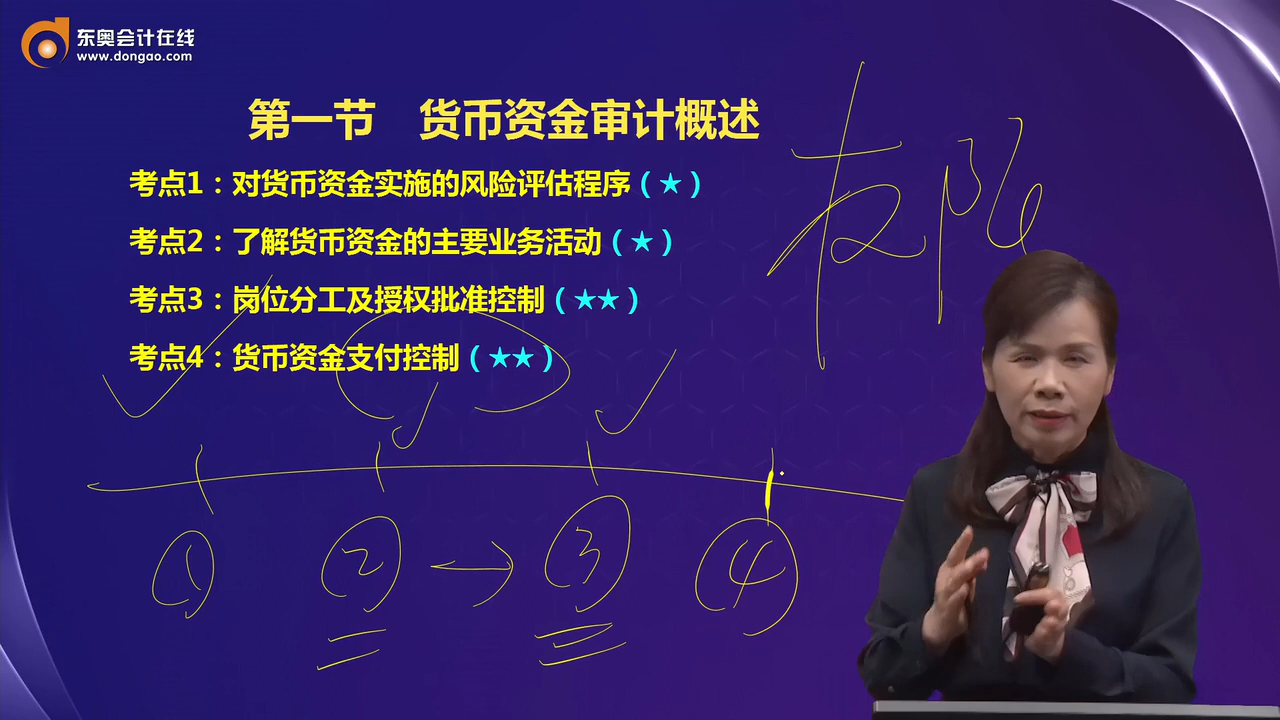 东奥会计在线
www.dongao.com
第一节 货币资金审计概述
考点1：对货币资金实施的风险评估程序（★）
考点2：了解货币资金的主要业务活动（★）
考点3：岗位分工及授权批准控制（★★）
考点4：货币资金支付控制（★★）
① ② → ③ ④